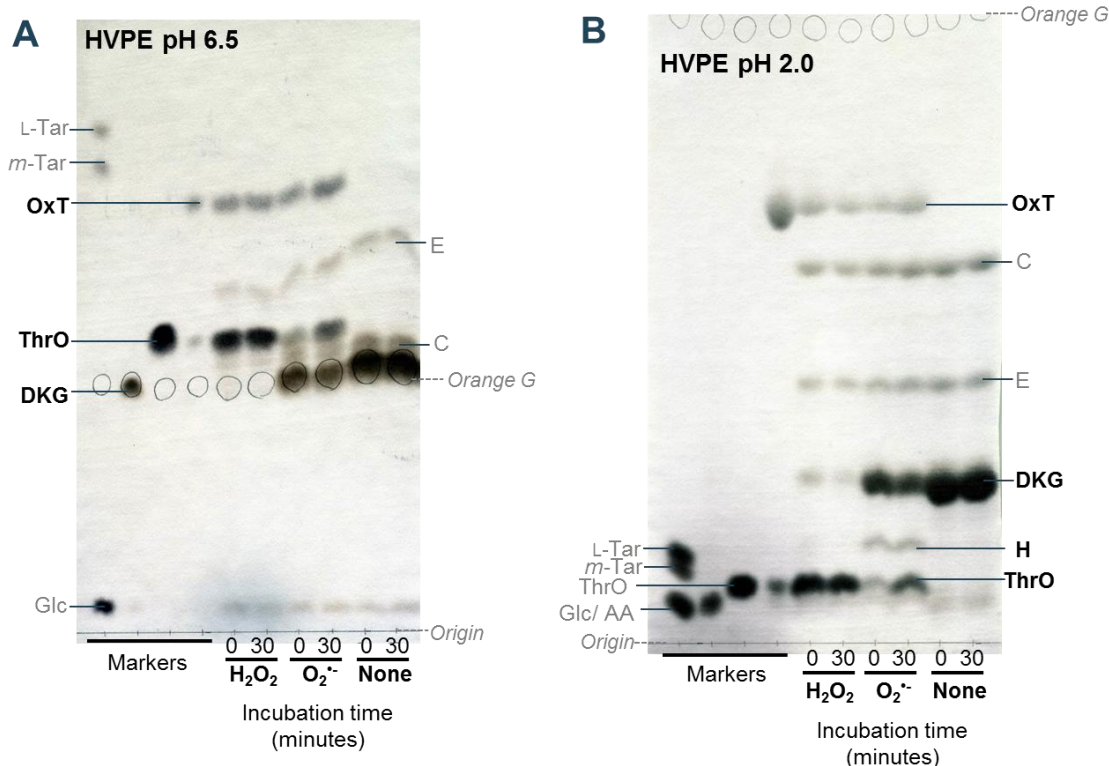 A
HVPE pH 6.5
L-Tar
m-Tar
OxT
E
ThrO
C
Orange G
DKG
Glc
Origin
Markers
0 30 0 30 0 30
H₂O₂ O₂•- None
Incubation time
(minutes)
B
Orange G
HVPE pH 2.0
OxT
C
E
DKG
L-Tar
H
m-Tar
ThrO
ThrO
Glc/ AA
Origin
Markers
0 30 0 30 0 30
H₂O₂ O₂•- None
Incubation time
(minutes)